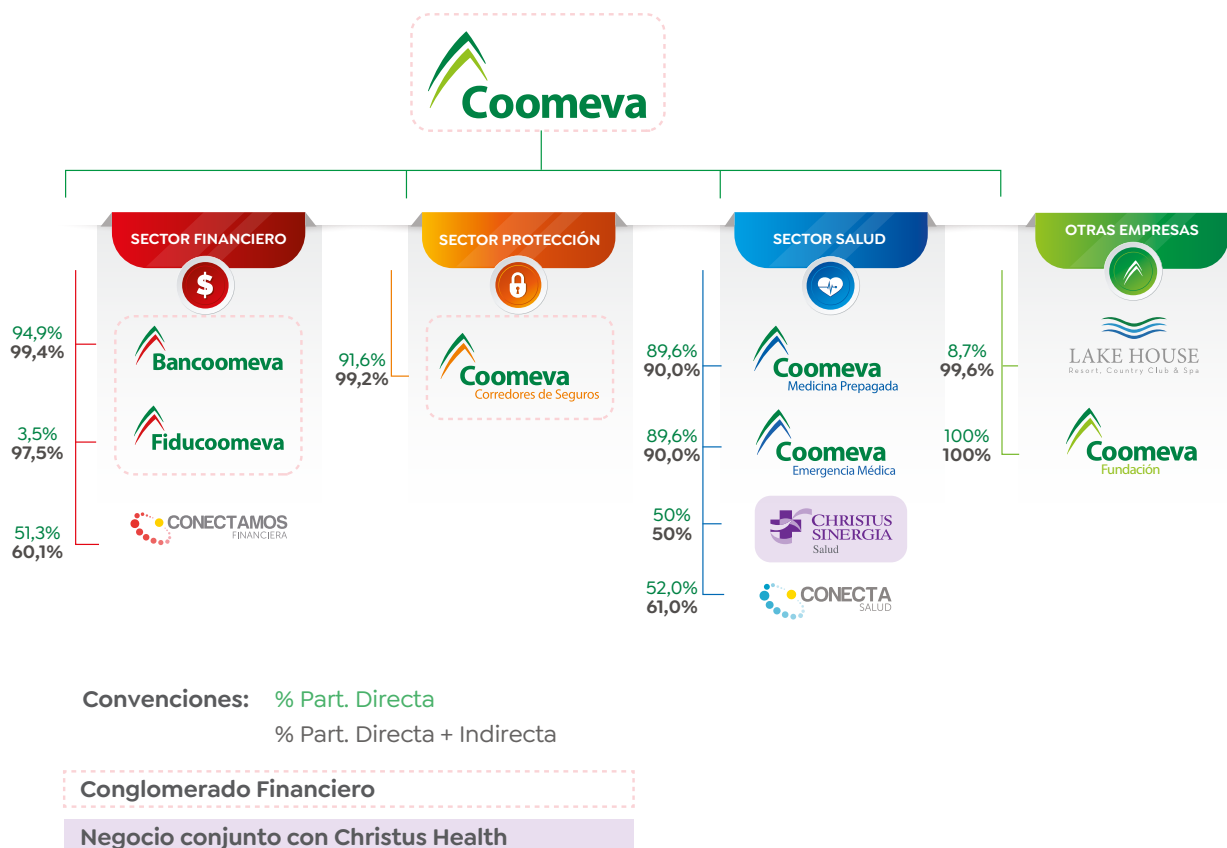 Coomeva
SECTOR FINANCIERO
94,9%
99,4%
Bancoomeva
3,5%
97,5%
Fiducoomeva
51,3%
60,1%
CONECTAMOS
FINANCIERA
SECTOR PROTECCIÓN
91,6%
99,2%
Coomeva
Corredores de Seguros
SECTOR SALUD
89,6%
90,0%
Coomeva
Medicina Prepagada
89,6%
90,0%
Coomeva
Emergencia Médica
50%
50%
CHRISTUS
SINERGIA
Salud
52,0%
61,0%
CONECTA
SALUD
OTRAS EMPRESAS
8,7%
99,6%
LAKE HOUSE
Resort, Country Club & Spa
100%
100%
Coomeva
Fundación
Convenciones: % Part. Directa
% Part. Directa + Indirecta
Conglomerado Financiero
Negocio conjunto con Christus Health